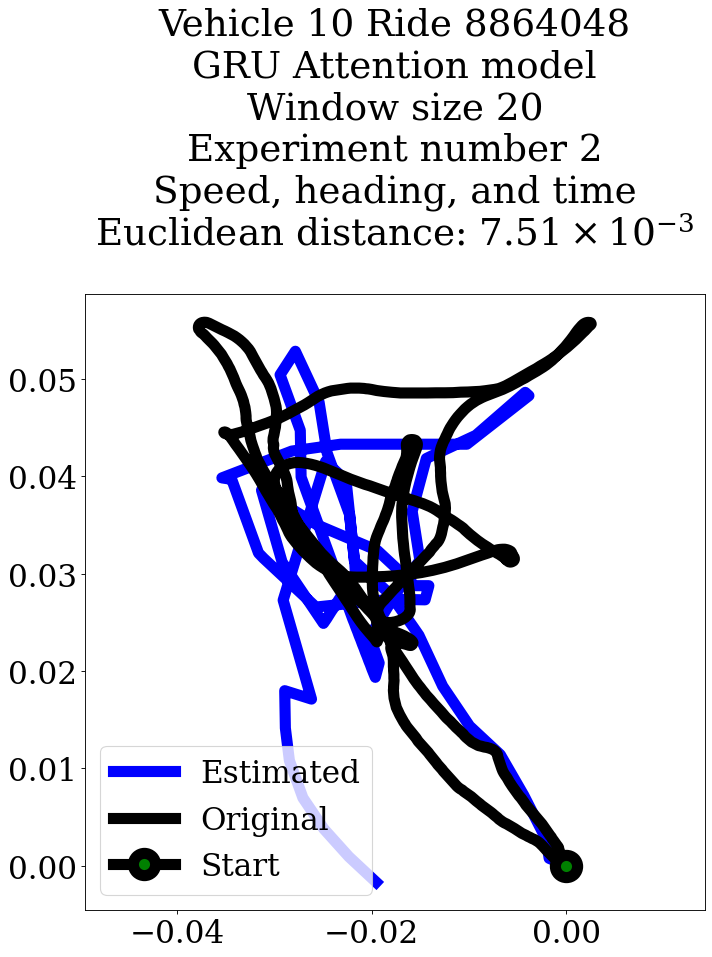 Vehicle 10 Ride 8864048
GRU Attention model
Window size 20
Experiment number 2
Speed, heading, and time
Euclidean distance: 7.51 × 10⁻³
0.05
0.04
0.03
0.02
0.01
0.00
Estimated
Original
Start
−0.04
−0.02
0.00